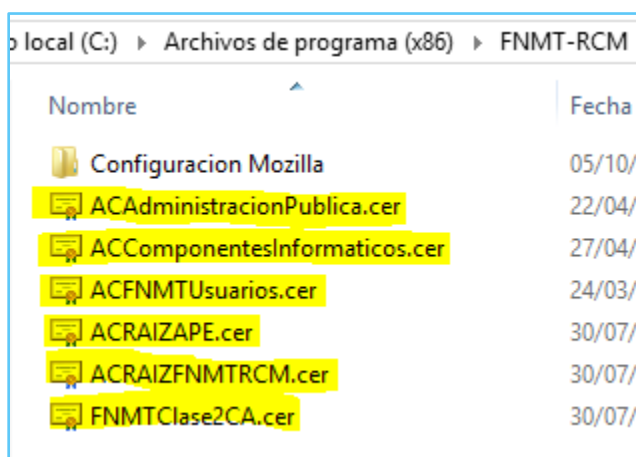 o local (C:) ▸ Archivos de programa (x86) ▸ FNMT-RCM
Nombre Fecha
Configuracion Mozilla 05/10/
ACAdministracionPublica.cer 22/04/
ACComponentesInformaticos.cer 27/04/
ACFNMTUsuarios.cer 24/03/
ACRAIZAPE.cer 30/07/
ACRAIZFNMTRCM.cer 30/07/
FNMTClase2CA.cer 30/07/